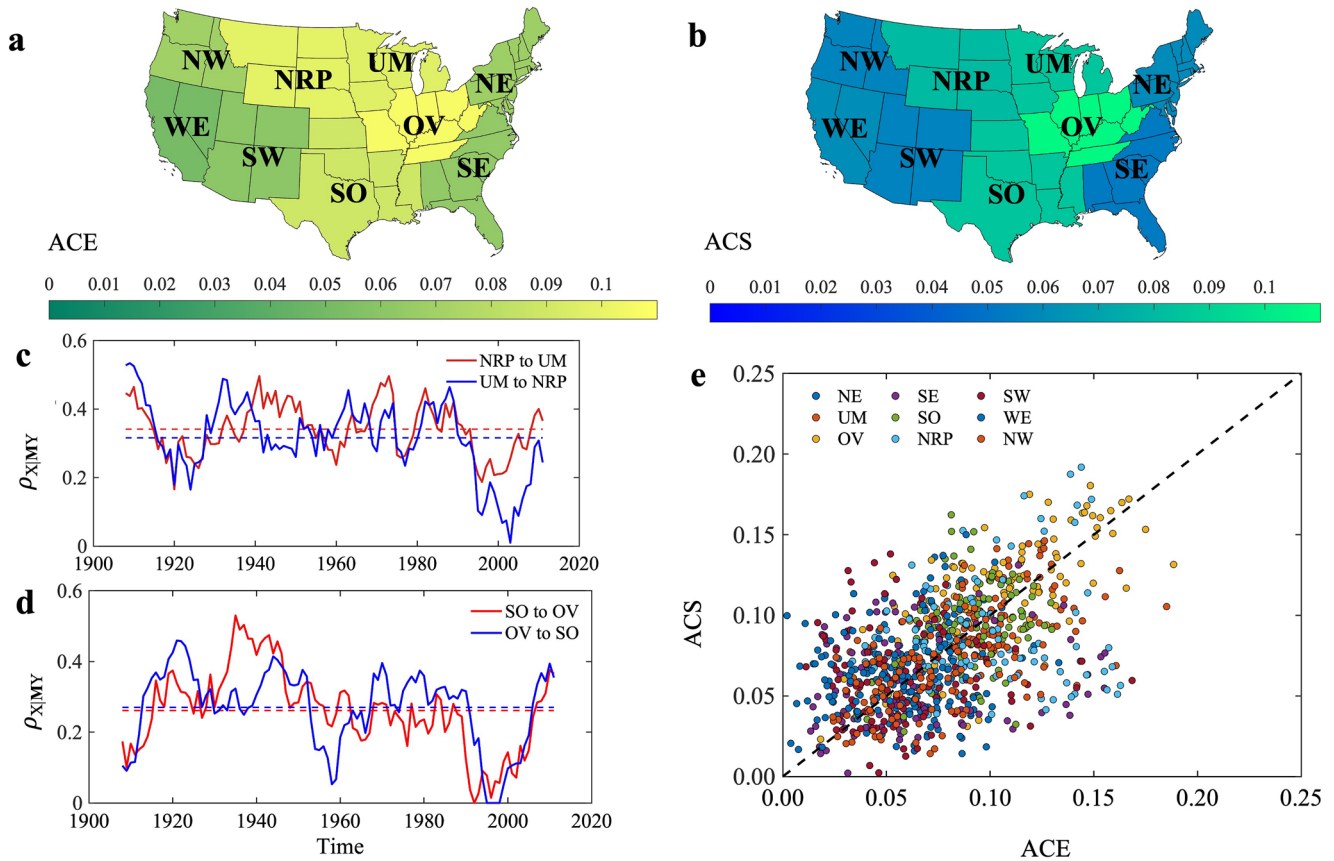 a
NW
NRP
UM
NE
WE
SW
OV
SE
SO
ACE
0 0.01 0.02 0.03 0.04 0.05 0.06 0.07 0.08 0.09 0.1
b
NW
NRP
UM
NE
WE
SW
OV
SE
SO
ACS
0 0.01 0.02 0.03 0.04 0.05 0.06 0.07 0.08 0.09 0.1
c
0.6
0.4
0.2
0
ρX|MY
NRP to UM
UM to NRP
1900 1920 1940 1960 1980 2000 2020
d
0.6
0.4
0.2
0
ρX|MY
SO to OV
OV to SO
1900 1920 1940 1960 1980 2000 2020
Time
e
0.25
0.20
0.15
0.10
0.05
0.00
ACS
NE SE SW
UM SO WE
OV NRP NW
0.00 0.05 0.10 0.15 0.20 0.25
ACE